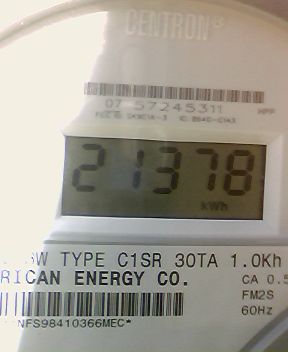 CENTRON®
07 57245311 HPP
21378
kWh
TYPE C1SR 30TA 1.0Kh
RICAN ENERGY CO.
CA 0.5
FM2S
60Hz
NFS98410366MEC*